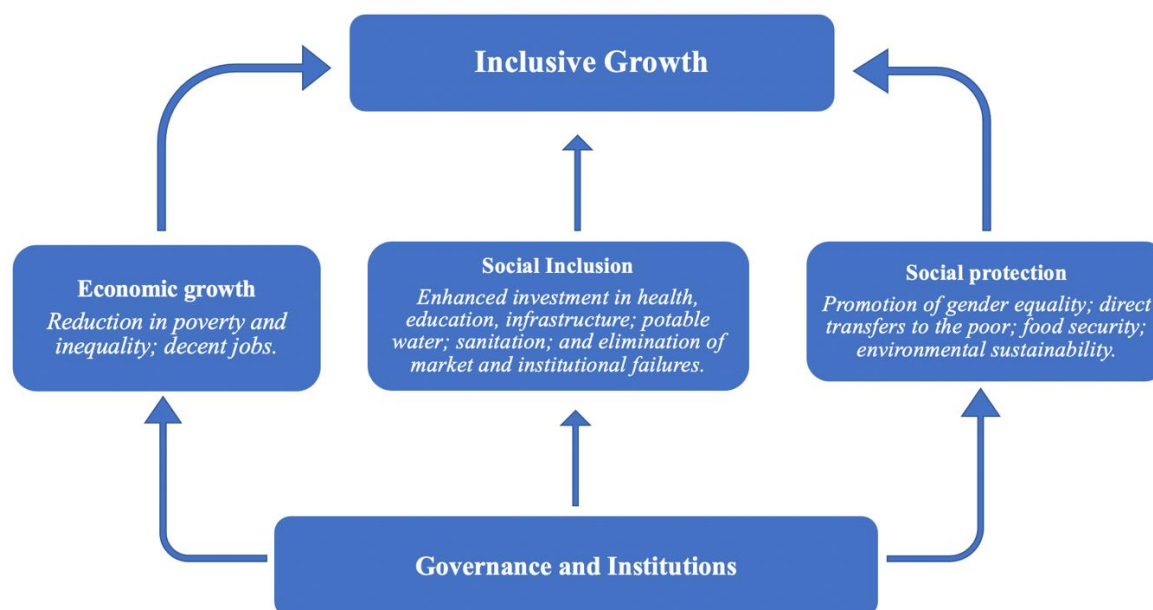 Inclusive Growth
Economic growth
Reduction in poverty and
inequality; decent jobs.
Social Inclusion
Enhanced investment in health,
education, infrastructure; potable
water; sanitation; and elimination of
market and institutional failures.
Social protection
Promotion of gender equality; direct
transfers to the poor; food security;
environmental sustainability.
Governance and Institutions